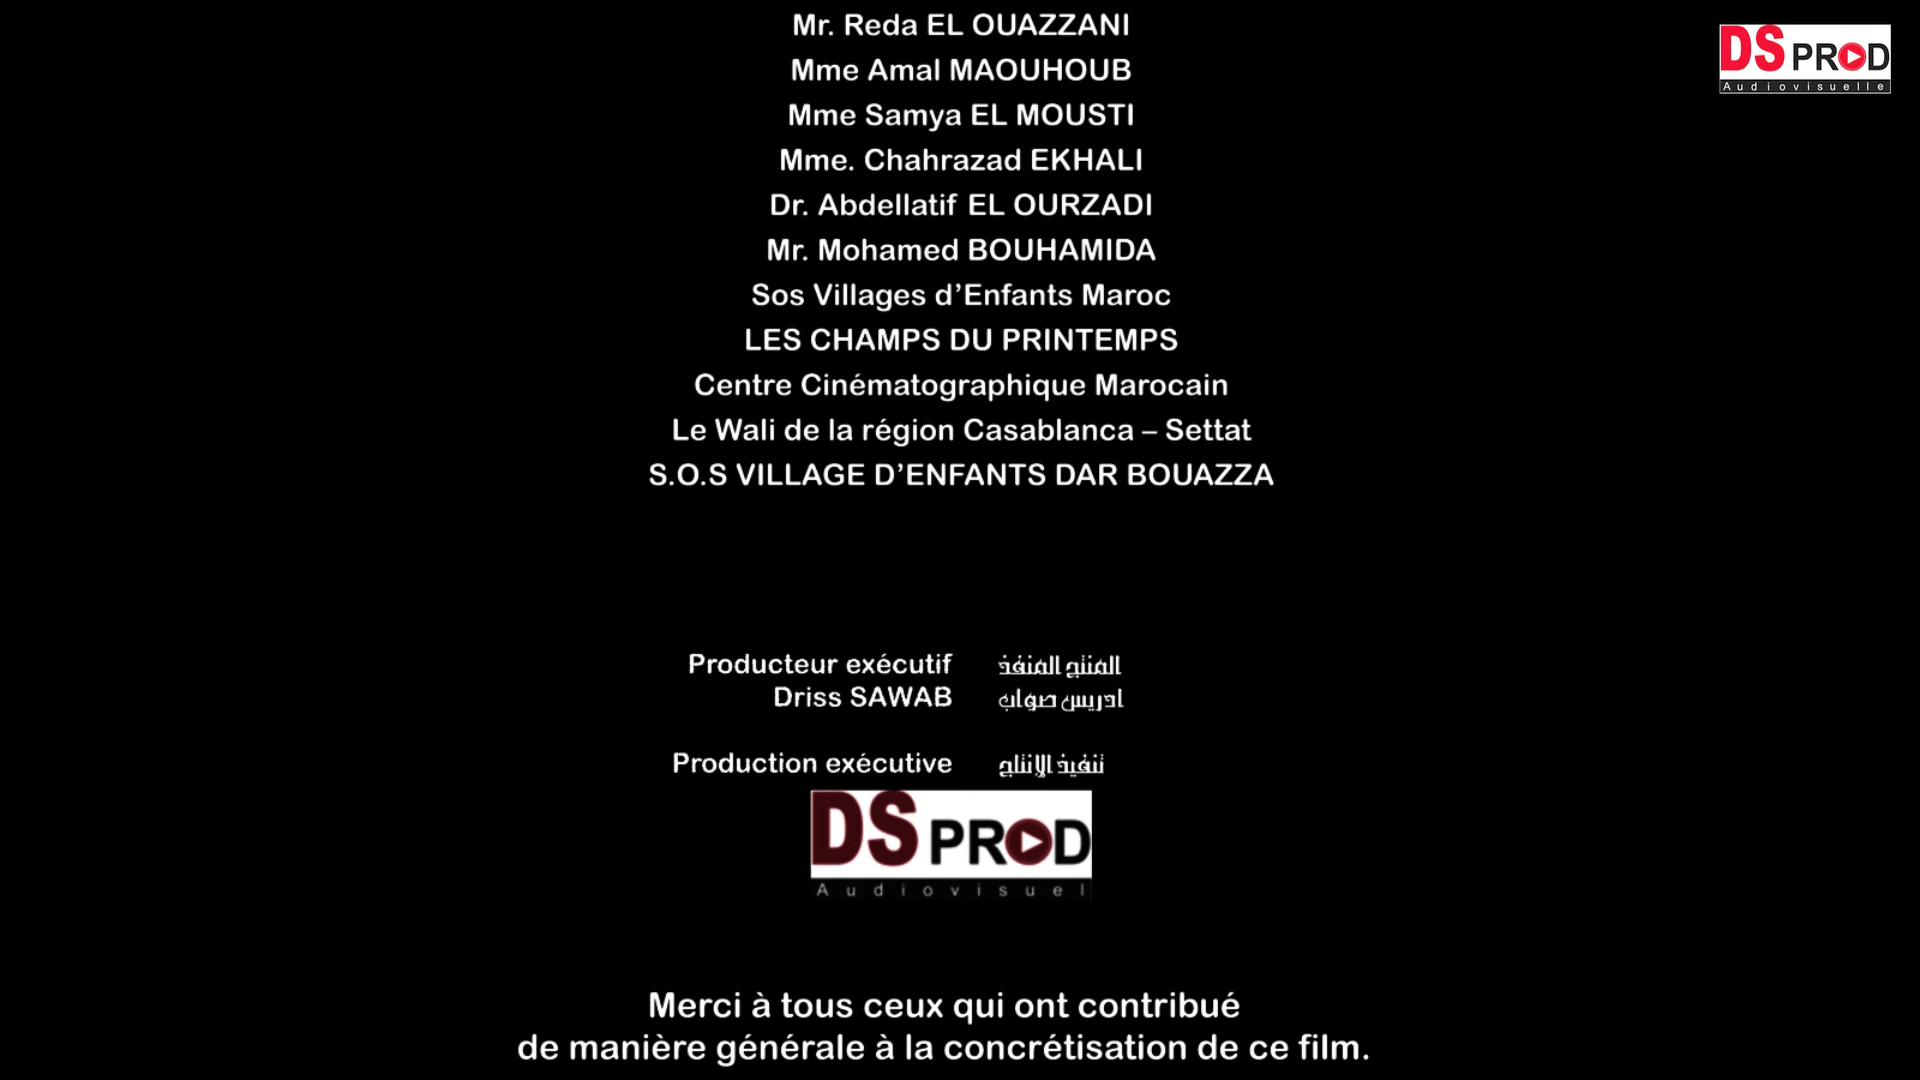 Mr. Reda EL OUAZZANI
DS PROD
Audiovisuelle
Mme Amal MAOUHOUB
Mme Samya EL MOUSTI
Mme. Chahrazad EKHALI
Dr. Abdellatif EL OURZADI
Mr. Mohamed BOUHAMIDA
Sos Villages d’Enfants Maroc
LES CHAMPS DU PRINTEMPS
Centre Cinématographique Marocain
Le Wali de la région Casablanca – Settat
S.O.S VILLAGE D’ENFANTS DAR BOUAZZA
Producteur exécutif المنتج المنفذ
Driss SAWAB ادريس صواب
Production exécutive تنفيذ الإنتاج
DS PROD
Audiovisuel
Merci à tous ceux qui ont contribué
de manière générale à la concrétisation de ce film.